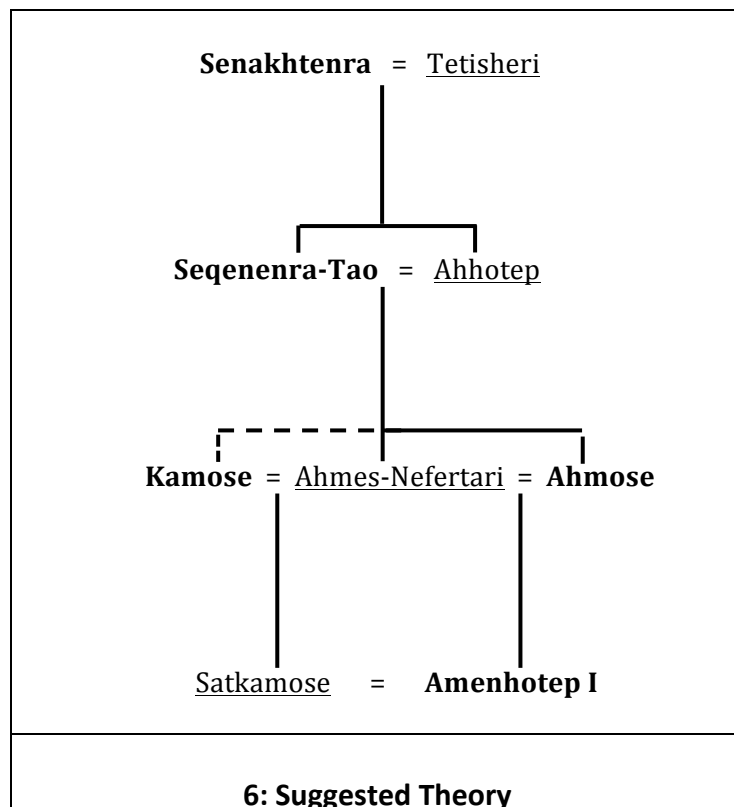 Senakhtenra = Tetisheri
Seqenenra-Tao = Ahhotep
Kamose = Ahmes-Nefertari = Ahmose
Satkamose = Amenhotep I
6: Suggested Theory